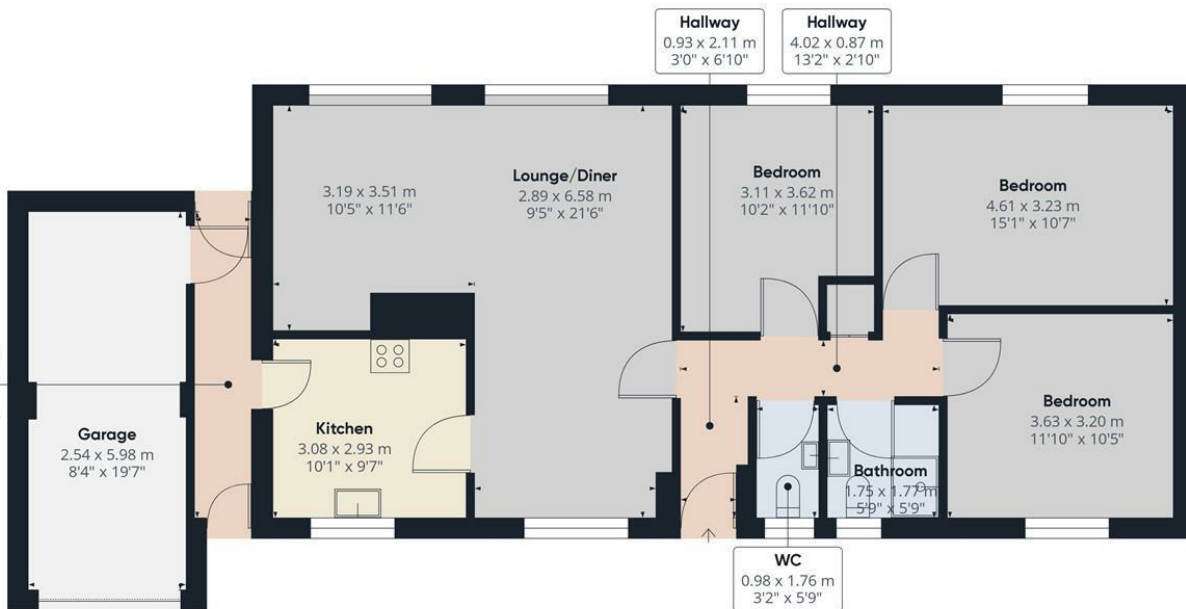 Hallway
0.93 x 2.11 m
3'0" x 6'10"
Hallway
4.02 x 0.87 m
13'2" x 2'10"
3.19 x 3.51 m
10'5" x 11'6"
Lounge/Diner
2.89 x 6.58 m
9'5" x 21'6"
Bedroom
3.11 x 3.62 m
10'2" x 11'10"
Bedroom
4.61 x 3.23 m
15'1" x 10'7"
Garage
2.54 x 5.98 m
8'4" x 19'7"
Kitchen
3.08 x 2.93 m
10'1" x 9'7"
Bathroom
1.75 x 1.77 m
5'9" x 5'9"
Bedroom
3.63 x 3.20 m
11'10" x 10'5"
WC
0.98 x 1.76 m
3'2" x 5'9"